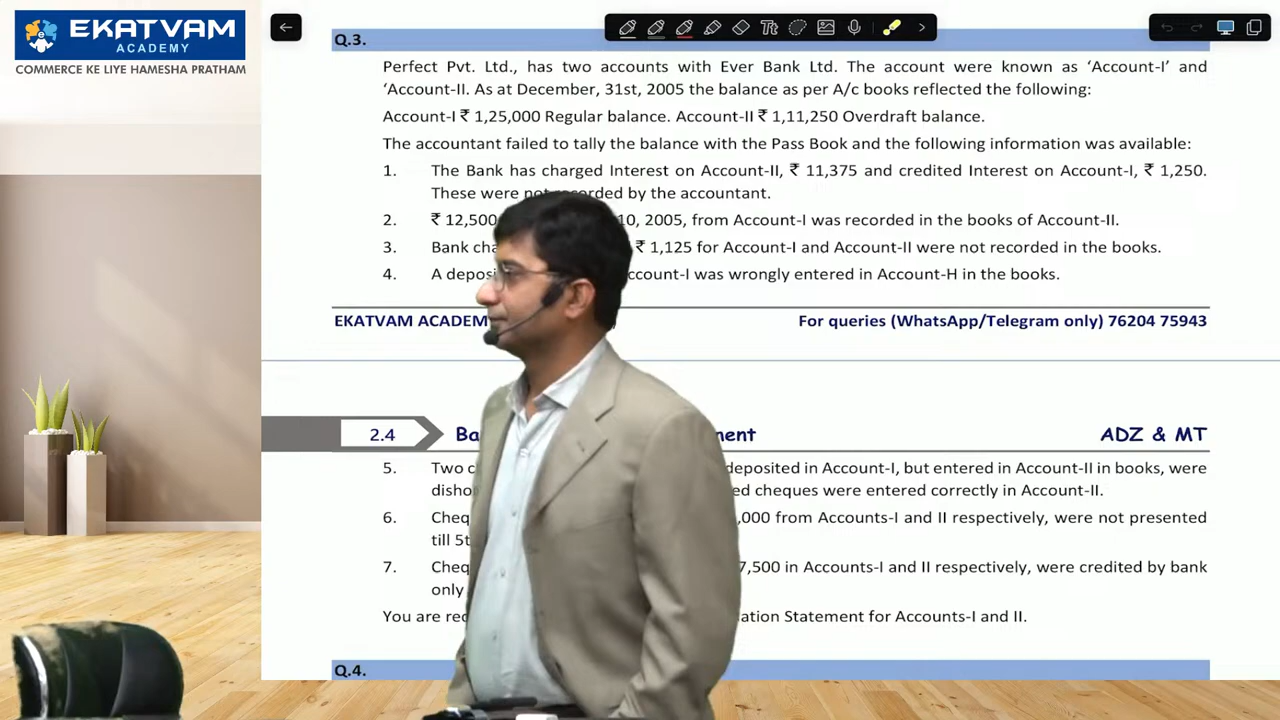 EKATVAM
ACADEMY
COMMERCE KE LIYE HAMESHA PRATHAM
Q.3.
Perfect Pvt. Ltd., has two accounts with Ever Bank Ltd. The account were known as ‘Account-I’ and
‘Account-II. As at December, 31st, 2005 the balance as per A/c books reflected the following:
Account-I ₹ 1,25,000 Regular balance. Account-II ₹ 1,11,250 Overdraft balance.
The accountant failed to tally the balance with the Pass Book and the following information was available:
1. The Bank has charged Interest on Account-II, ₹ 11,375 and credited Interest on Account-I, ₹ 1,250.
These were not recorded by the accountant.
2. ₹ 12,500 10, 2005, from Account-I was recorded in the books of Account-II.
3. Bank ₹ 1,125 for Account-I and Account-II were not recorded in the books.
4. A was wrongly entered in Account-H in the books.
EKATVAM For queries (WhatsApp/Telegram only) 76204 75943
2.4 ADZ & MT
5. Two deposited in Account-I, but entered in Account-II in books, were
cheques were entered correctly in Account-II.
6. from Accounts-I and II respectively, were not presented
till
7. 7,500 in Accounts-I and II respectively, were credited by bank
only
You are Statement for Accounts-I and II.
Q.4.